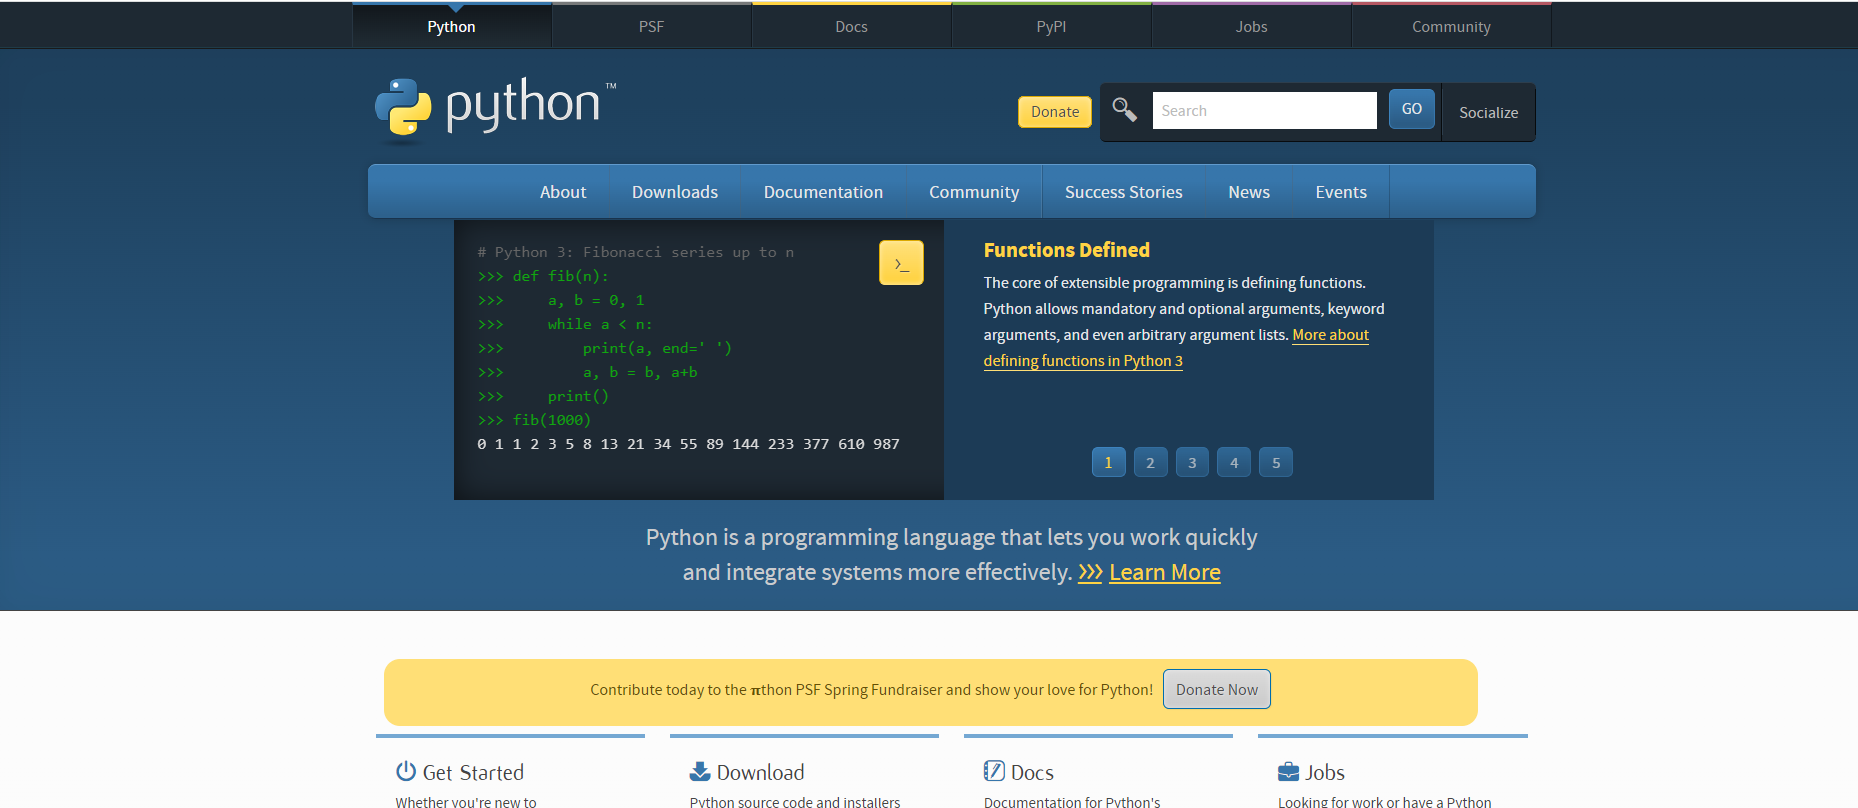 Python PSF Docs PyPI Jobs Community
python™
Donate Search GO Socialize
About Downloads Documentation Community Success Stories News Events
# Python 3: Fibonacci series up to n
>>> def fib(n):
>>>     a, b = 0, 1
>>>     while a < n:
>>>         print(a, end=' ')
>>>         a, b = b, a+b
>>>     print()
>>> fib(1000)
0 1 1 2 3 5 8 13 21 34 55 89 144 233 377 610 987
>_
Functions Defined
The core of extensible programming is defining functions.
Python allows mandatory and optional arguments, keyword
arguments, and even arbitrary argument lists. More about
defining functions in Python 3
1 2 3 4 5
Python is a programming language that lets you work quickly
and integrate systems more effectively. >>> Learn More
Contribute today to the πthon PSF Spring Fundraiser and show your love for Python! Donate Now
Get Started
Whether you're new to
Download
Python source code and installers
Docs
Documentation for Python's
Jobs
Looking for work or have a Python